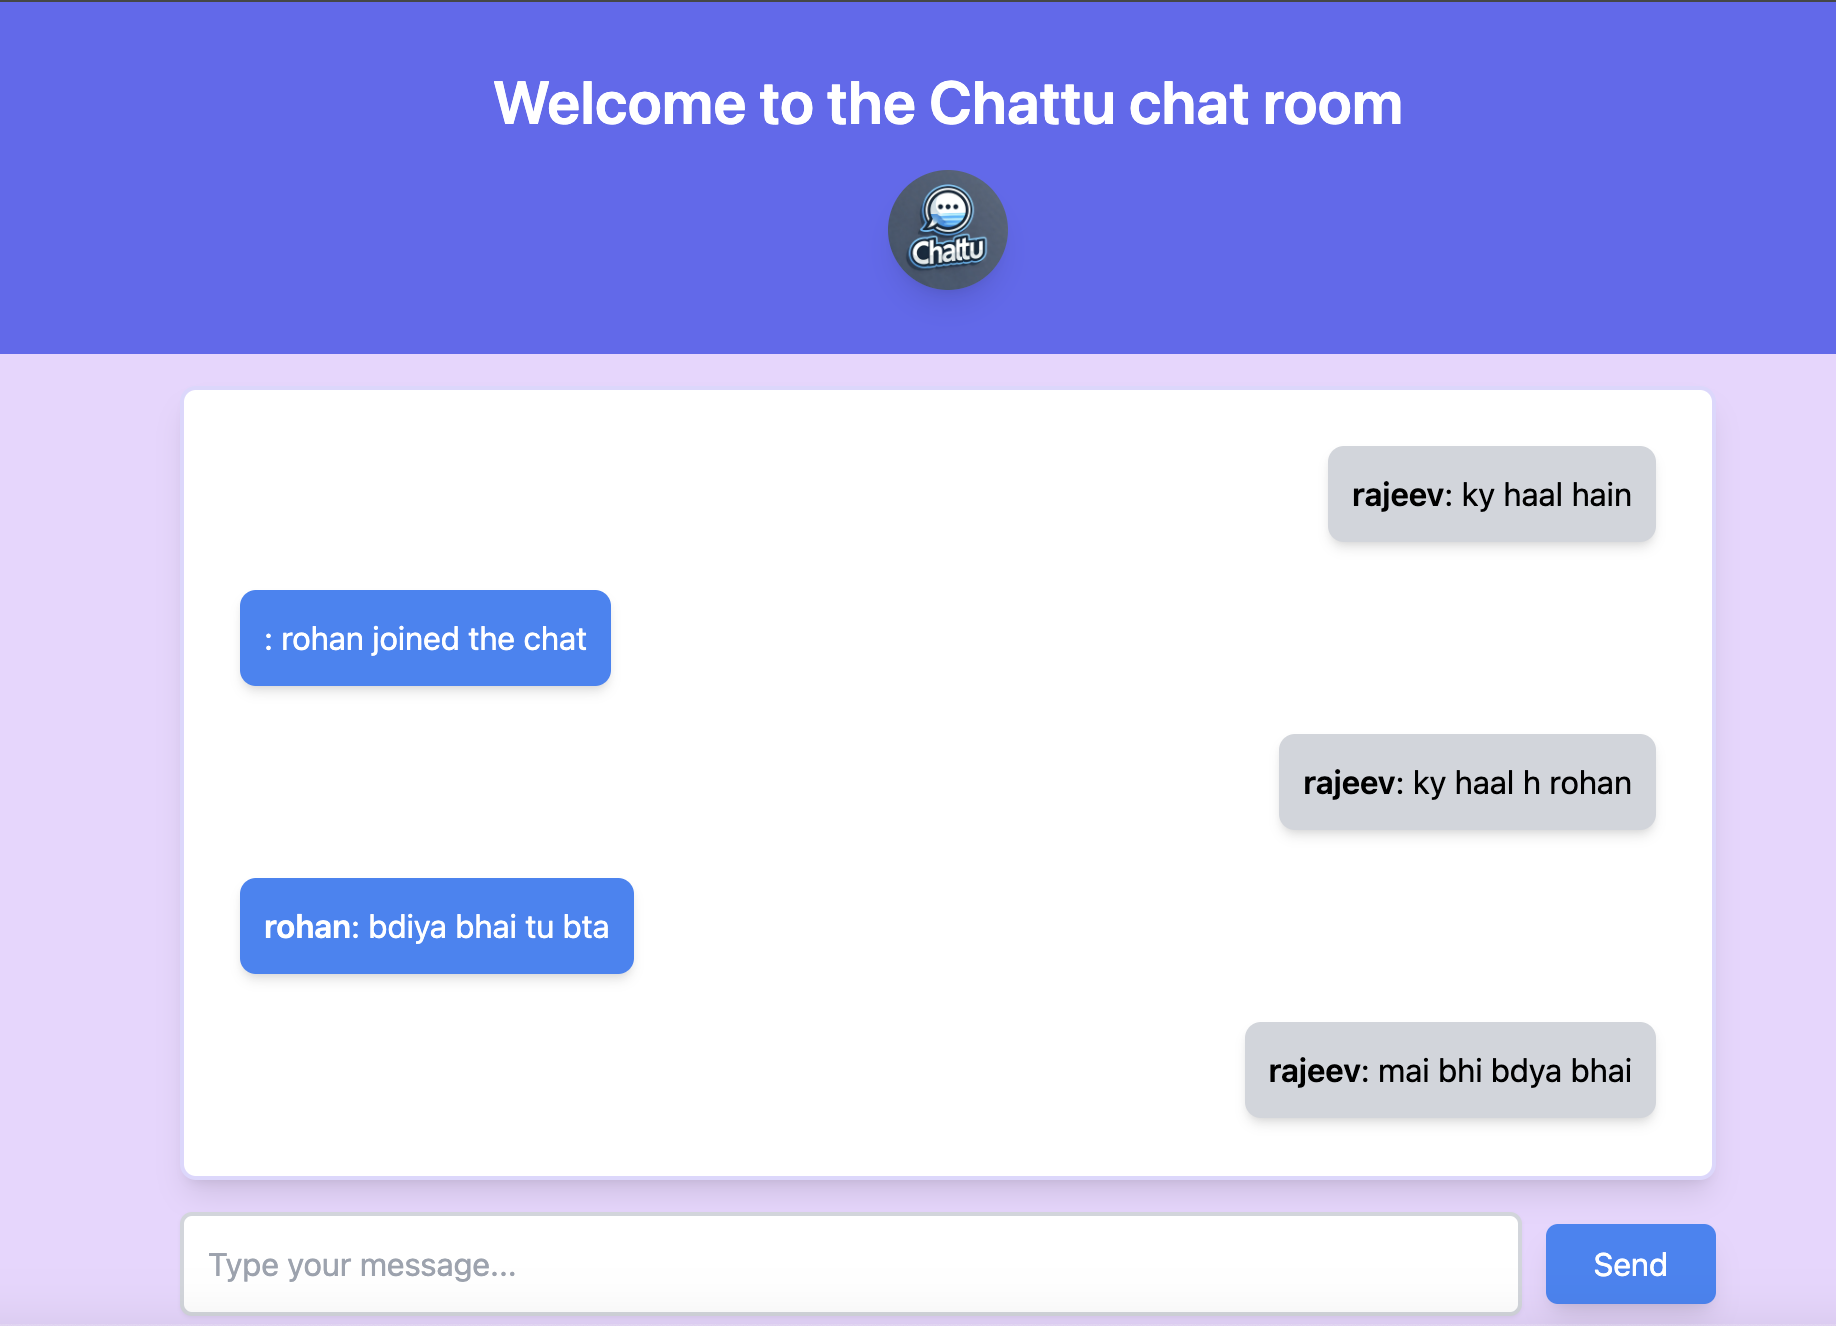 Welcome to the Chattu chat room
Chattu
rajeev: ky haal hain
: rohan joined the chat
rajeev: ky haal h rohan
rohan: bdiya bhai tu bta
rajeev: mai bhi bdya bhai
Type your message...
Send